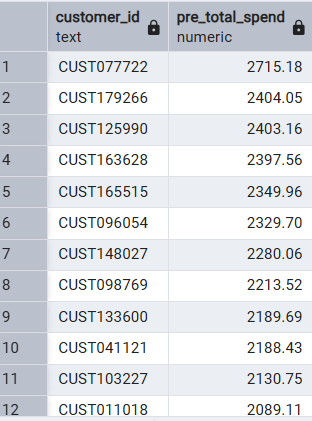 customer_id pre_total_spend
text numeric
1 CUST077722 2715.18
2 CUST179266 2404.05
3 CUST125990 2403.16
4 CUST163628 2397.56
5 CUST165515 2349.96
6 CUST096054 2329.70
7 CUST148027 2280.06
8 CUST098769 2213.52
9 CUST133600 2189.69
10 CUST041121 2188.43
11 CUST103227 2130.75
12 CUST011018 2089.11